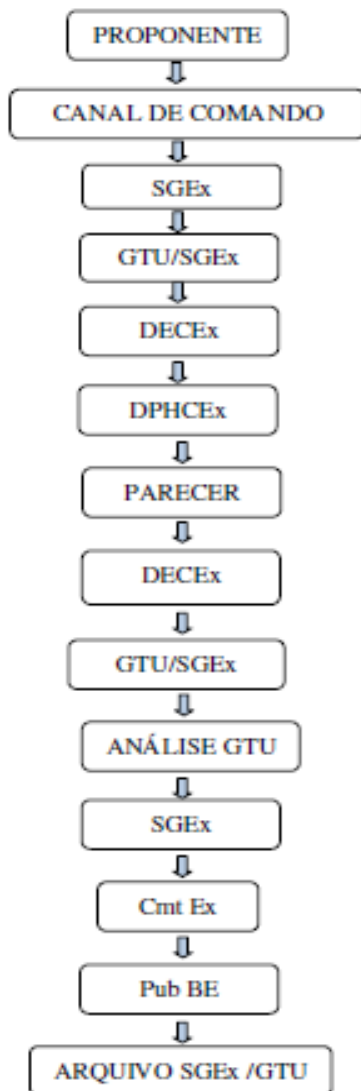 PROPONENTE
CANAL DE COMANDO
SGEx
GTU/SGEx
DECEx
DPHCEx
PARECER
DECEx
GTU/SGEx
ANÁLISE GTU
SGEx
Cmt Ex
Pub BE
ARQUIVO SGEx /GTU